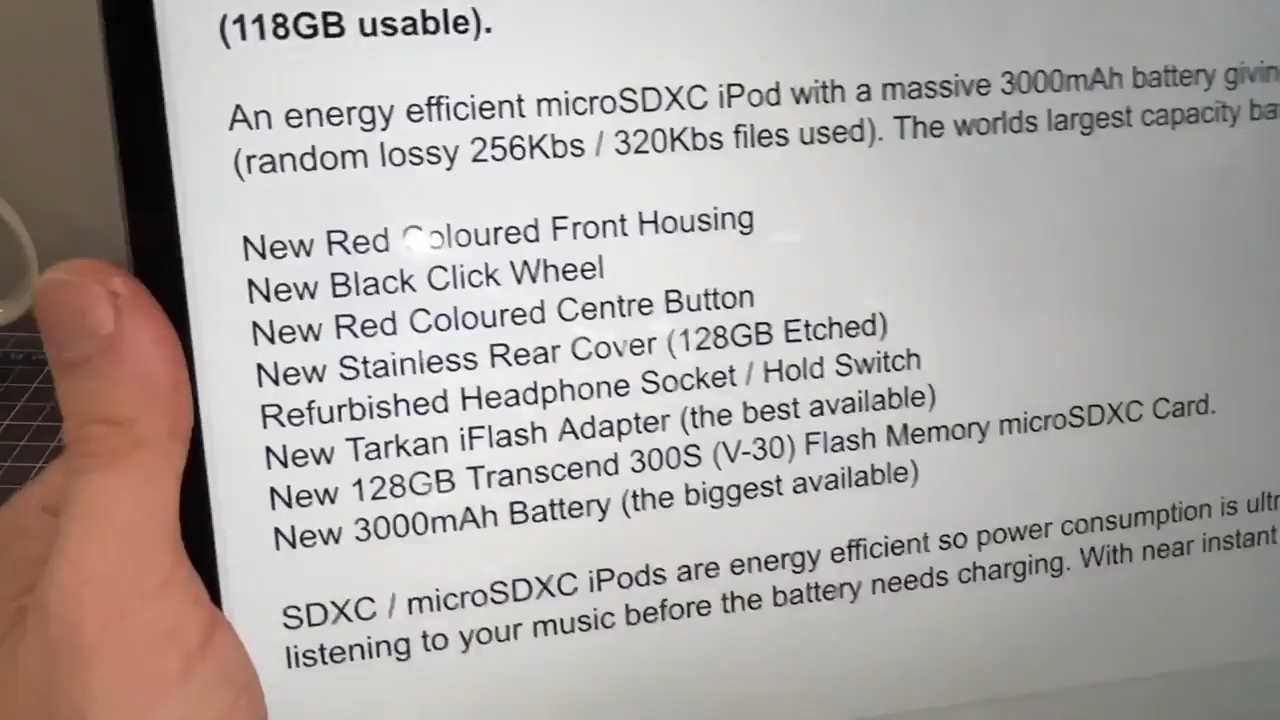 (118GB usable).
An energy efficient microSDXC iPod with a massive 3000mAh battery
(random lossy 256Kbs / 320Kbs files used). The worlds largest capacity
New Red Coloured Front Housing
New Black Click Wheel
New Red Coloured Centre Button
New Stainless Rear Cover (128GB Etched)
Refurbished Headphone Socket / Hold Switch
New Tarkan iFlash Adapter (the best available)
New 128GB Transcend 300S (V-30) Flash Memory microSDXC Card.
New 3000mAh Battery (the biggest available)
SDXC / microSDXC iPods are energy efficient so power consumption is
listening to your music before the battery needs charging. With near instant